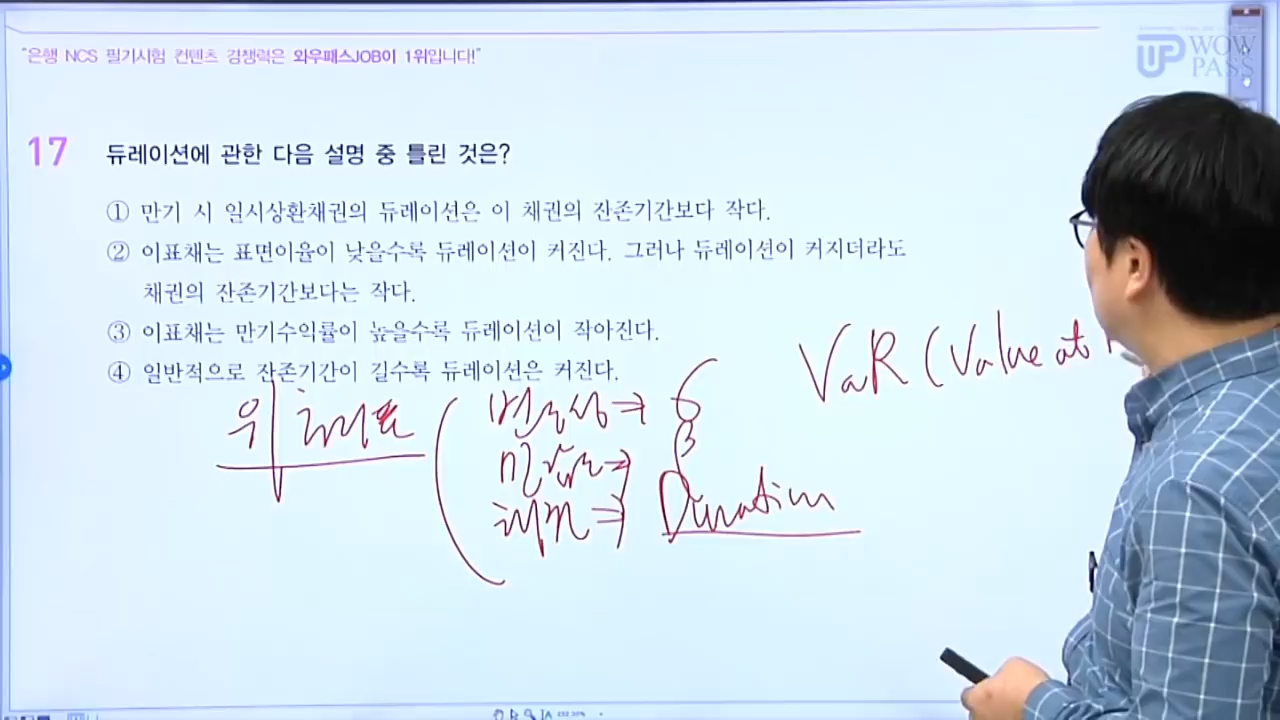 "은행 NCS 필기시험 컨텐츠 경쟁력은 와우패스JOB이 1위입니다!"
WOW PASS
17 듀레이션에 관한 다음 설명 중 틀린 것은?
① 만기 시 일시상환채권의 듀레이션은 이 채권의 잔존기간보다 작다.
② 이표채는 표면이율이 낮을수록 듀레이션이 커진다. 그러나 듀레이션이 커지더라도
채권의 잔존기간보다는 작다.
③ 이표채는 만기수익률이 높을수록 듀레이션이 작아진다.
④ 일반적으로 잔존기간이 길수록 듀레이션은 커진다.
VaR (Value at
변동성 → σ
민감도 → β
채권 ⇒ Duration